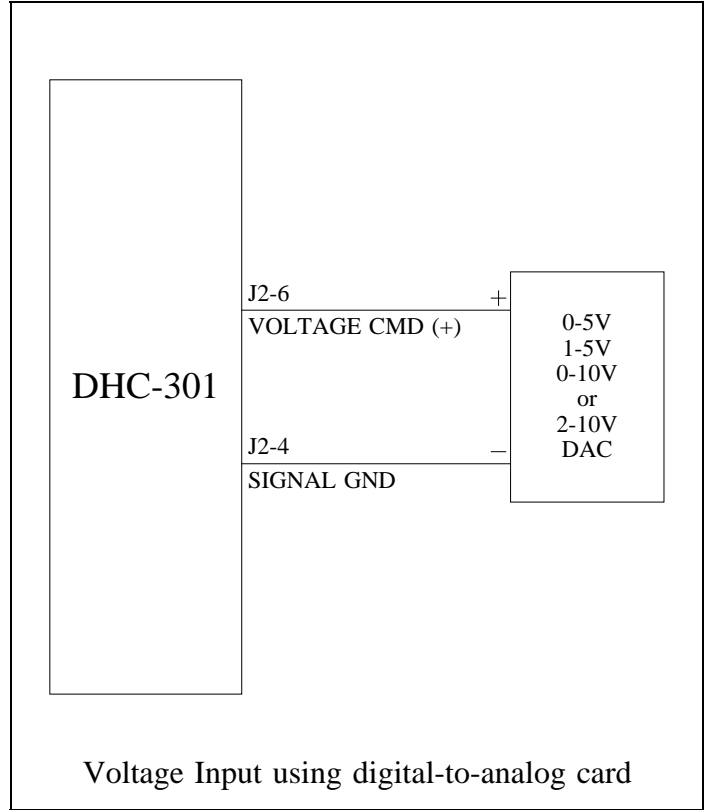 J2-6
+
VOLTAGE CMD (+)
0-5V
1-5V
0-10V
or
2-10V
DAC
DHC-301
J2-4
−
SIGNAL GND
Voltage Input using digital-to-analog card